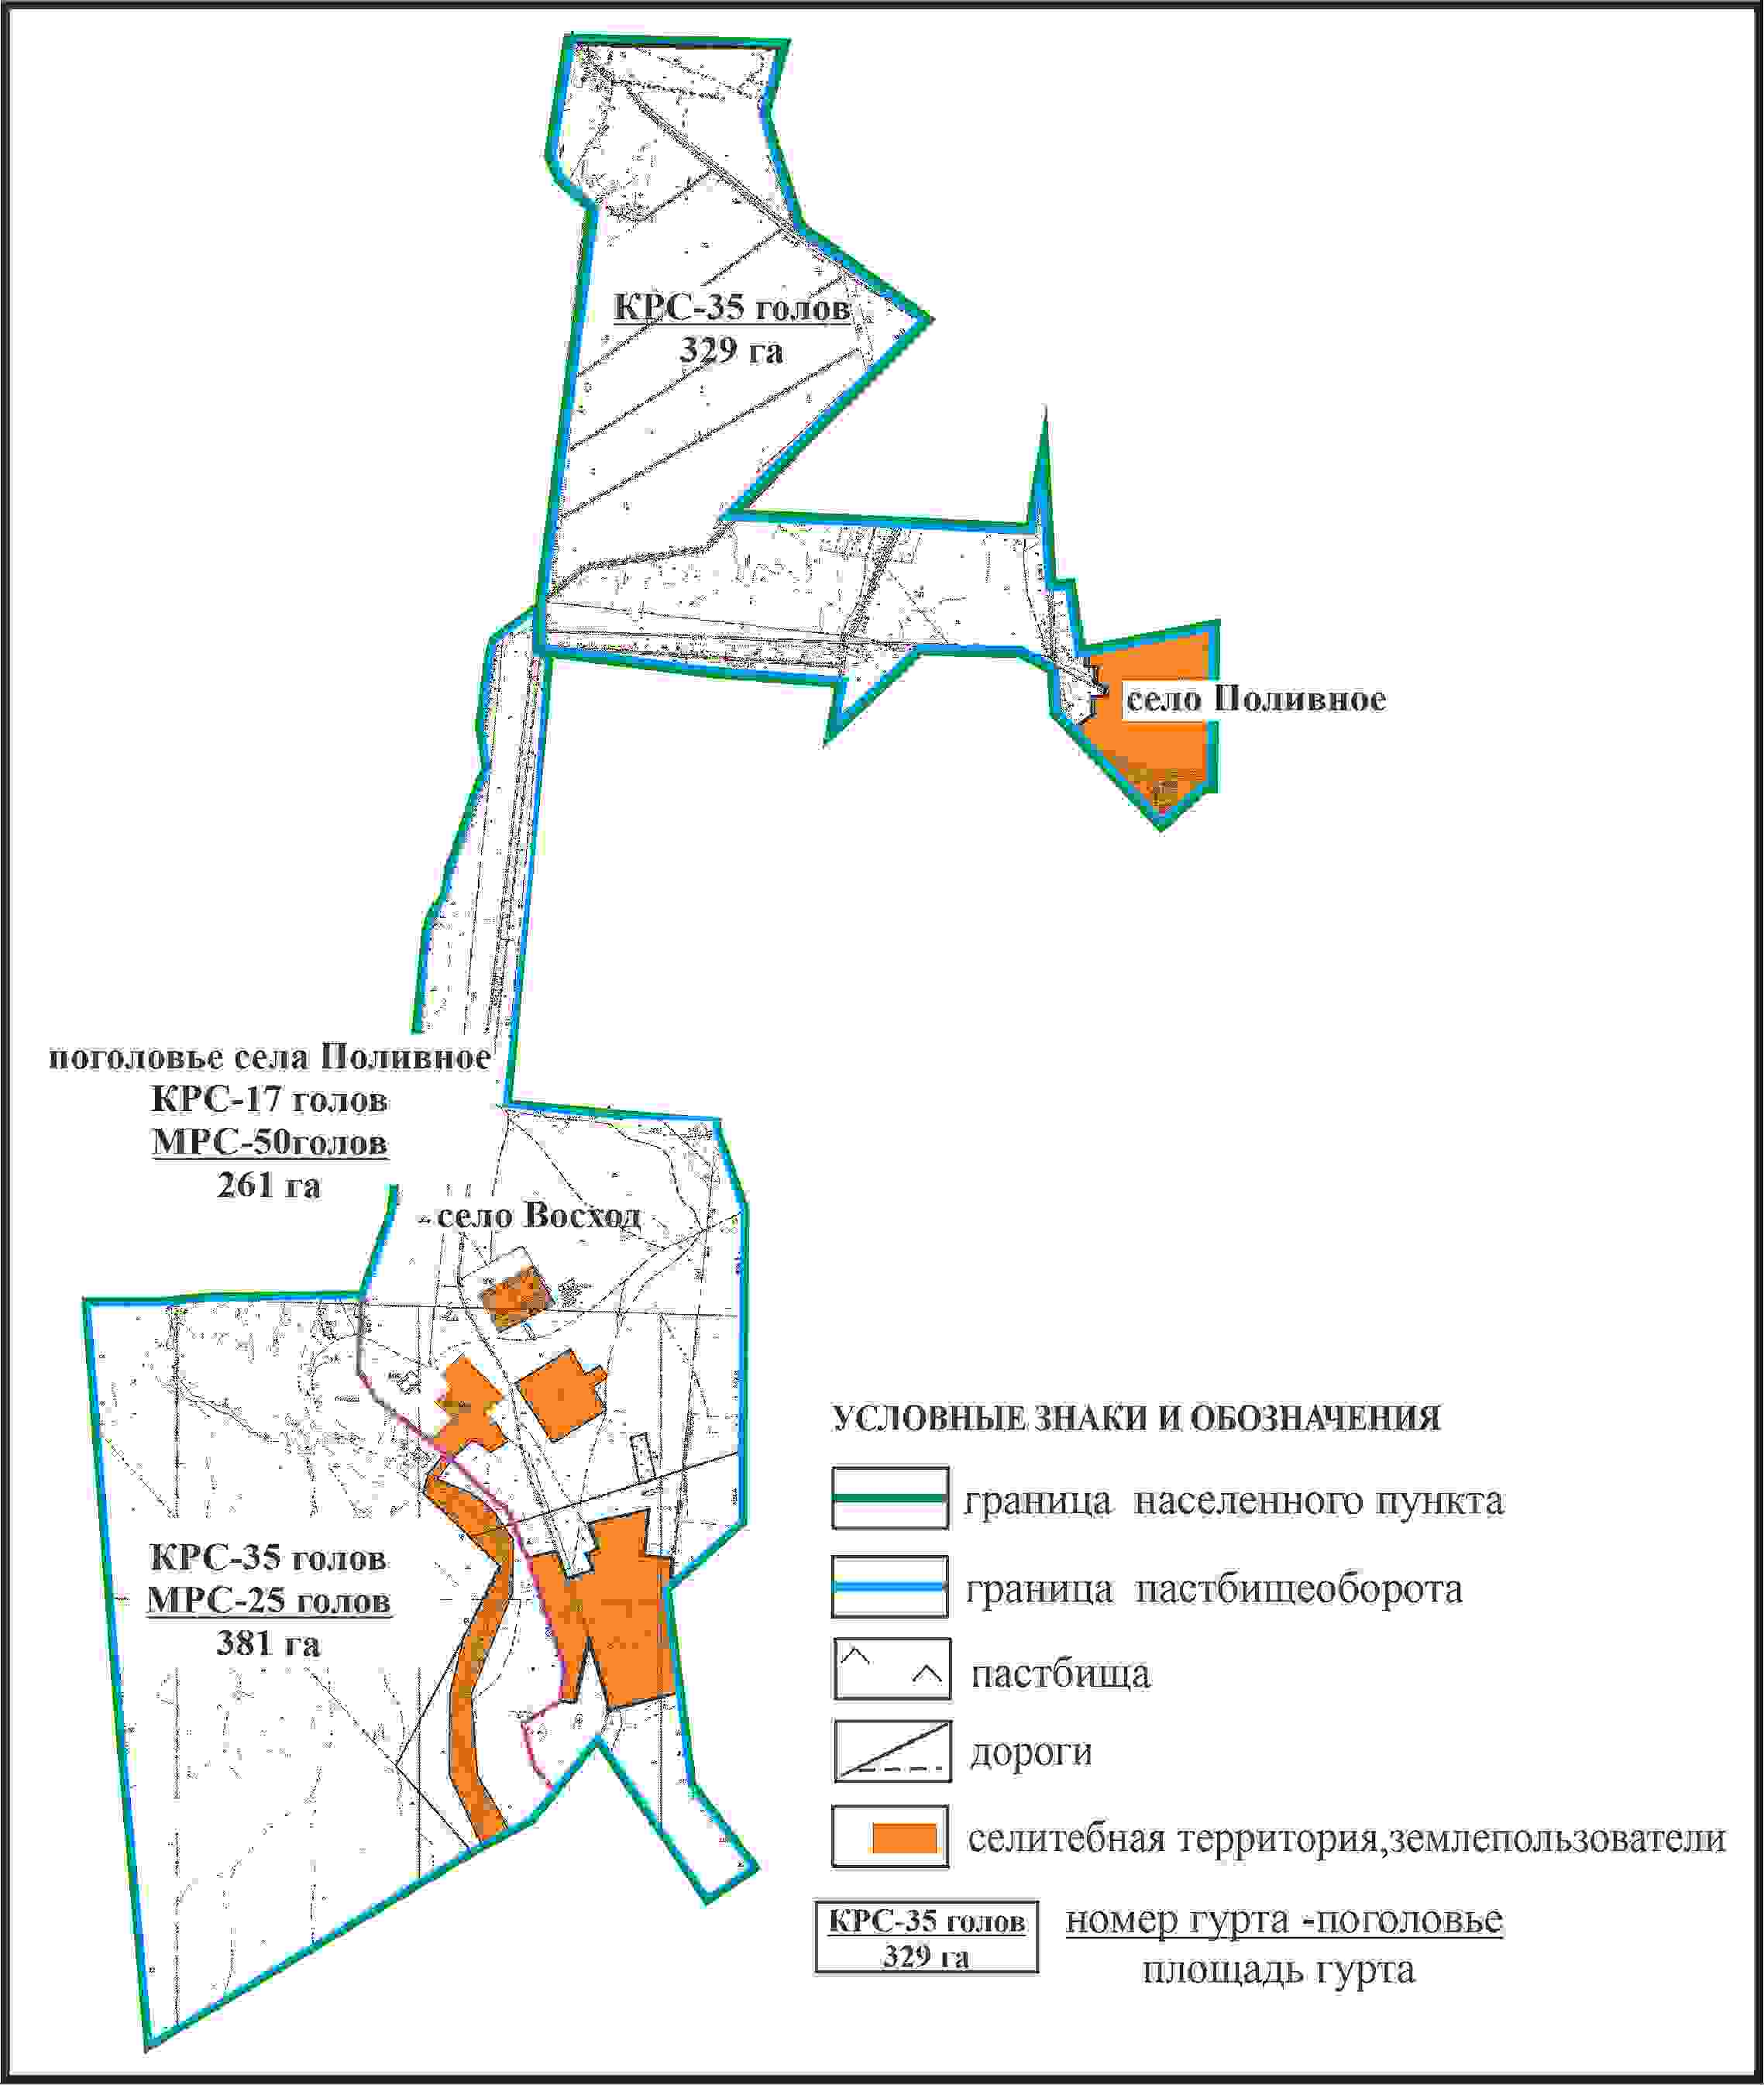 КРС-35 голов
329 га
село Поливное
поголовье села Поливное
КРС-17 голов
МРС-50голов
261 га
село Восход
КРС-35 голов
МРС-25 голов
381 га
УСЛОВНЫЕ ЗНАКИ И ОБОЗНАЧЕНИЯ
граница населенного пункта
граница пастбищеоборота
пастбища
дороги
селитебная территория,землепользователи
КРС-35 голов
329 га
номер гурта -поголовье
площадь гурта